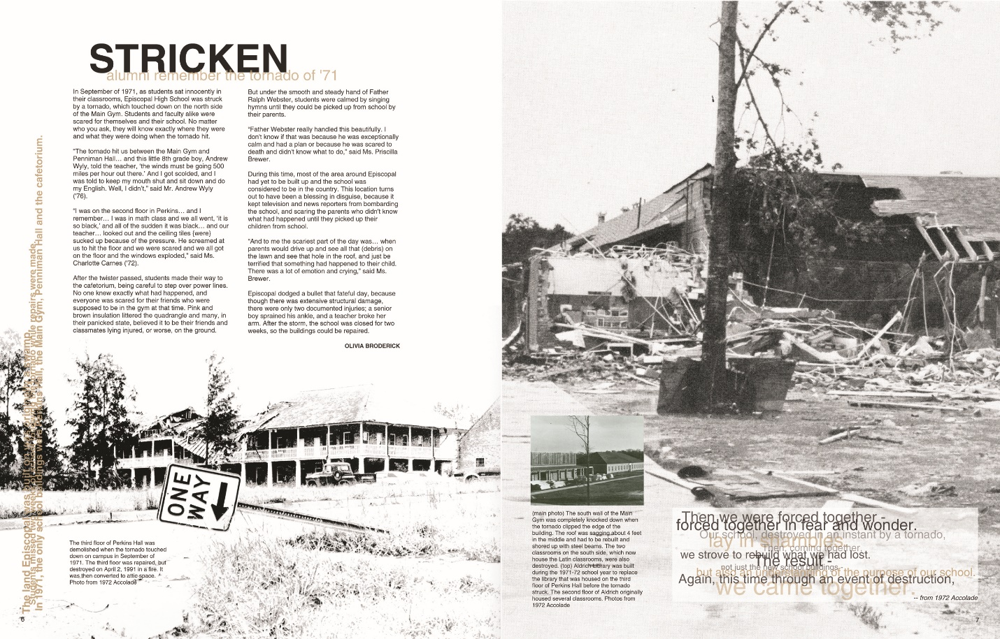 STRICKEN
alumni remember the tornado of '71
In September of 1971, as students sat innocently in
their classrooms, Episcopal High School was struck
by a tornado, which touched down on the north side
of the Main Gym. Students and faculty alike were
scared for themselves and their school. No matter
who you ask, they will know exactly where they were
and what they were doing when the tornado hit.
“The tornado hit us between the Main Gym and
Penniman Hall… and this little 8th grade boy, Andrew
Wyly, told the teacher, ‘the winds must be going 500
miles per hour out there.’ And I got scolded, and I
was told to keep my mouth shut and sit down and do
my English. Well, I didn’t,” said Mr. Andrew Wyly
(’76).
“I was on the second floor in Perkins… and I
remember… I was in math class and we all went, ‘it is
so black,’ and all of the sudden it was black… and our
teacher… looked out and the ceiling tiles {were}
sucked up because of the pressure. He screamed at
us to hit the floor and we were scared and we all got
on the floor and the windows exploded,” said Ms.
Charlotte Carnes (’72).
After the twister passed, students made their way to
the cafetorium, being careful to step over power lines.
No one knew exactly what had happened, and
everyone was scared for their friends who were
supposed to be in the gym at that time. Pink and
brown insulation littered the quadrangle and many, in
their panicked state, believed it to be their friends and
classmates lying injured, or worse, on the ground.
But under the smooth and steady hand of Father
Ralph Webster, students were calmed by singing
hymns until they could be picked up from school by
their parents.
“Father Webster really handled this beautifully. I
don’t know if that was because he was exceptionally
calm and had a plan or because he was scared to
death and didn’t know what to do,” said Ms. Priscilla
Brewer.
During this time, most of the area around Episcopal
had yet to be built up and the school was
considered to be in the country. This location turns
out to have been a blessing in disguise, because it
kept television and news reporters from bombarding
the school, and scaring the parents who didn’t know
what had happened until they picked up their
children from school.
“And to me the scariest part of the day was… when
parents would drive up and see all that (debris) on
the lawn and see that hole in the roof, and just be
terrified that something had happened to their child.
There was a lot of emotion and crying,” said Ms.
Brewer.
Episcopal dodged a bullet that fateful day, because
though there was extensive structural damage,
there were only two documented injuries; a senior
boy sprained his ankle, and a teacher broke her
arm. After the storm, the school was closed for two
weeks, so the buildings could be repaired.
OLIVIA BRODERICK
The land Episcopal was built on was originally a swamp.
Students missed two weeks of school while repairs were made.
In 1971, the only school buildings were Perkins Hall, the Main Gym, Penniman Hall and the cafetorium.
ONE
WAY
The third floor of Perkins Hall was
demolished when the tornado touched
down on campus in September of
1971. The third floor was repaired, but
destroyed on April 2, 1991 in a fire. It
was then converted to attic space.
Photo from 1972 Accolade
6
(main photo) The south wall of the Main
Gym was completely knocked down when
the tornado clipped the edge of the
building. The roof was sagging about 4 feet
in the middle and had to be rebuilt and
shored up with steel beams. The two
classrooms on the south side, which now
house the Latin classrooms, were also
destroyed. (top) Aldrich Library was built
during the 1971-72 school year to replace
the library that was housed on the third
floor of Perkins Hall before the tornado
struck. The second floor of Aldrich originally
housed several classrooms. Photos from
1972 Accolade
Then we were forced together -
forced together in fear and wonder.
Our school, destroyed in an instant by a tornado,
lay in shambles.
Then, coming together,
we strove to rebuild what we had lost.
The result -
not just the new school buildings -
but also an understanding of the purpose of our school.
Again, this time through an event of destruction,
we came together.
-- from 1972 Accolade
7